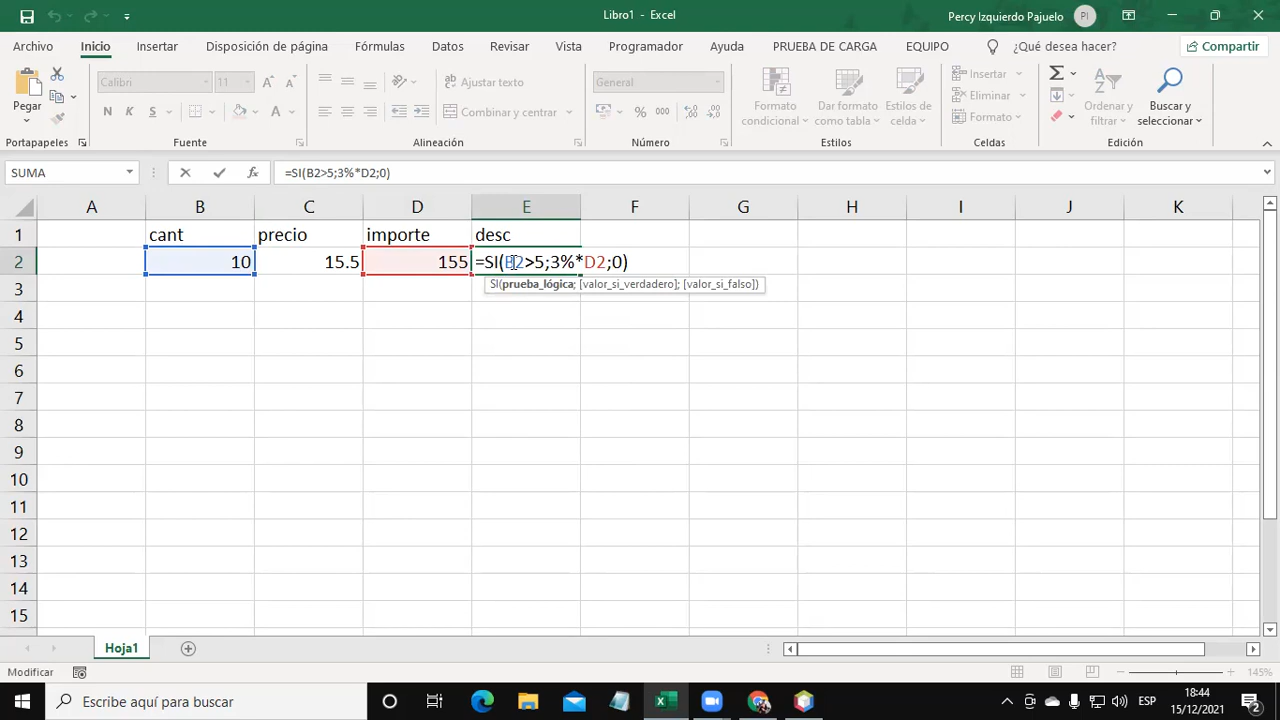 Libro1 - Excel
Percy Izquierdo Pajuelo
PI
Archivo
Inicio
Insertar
Disposición de página
Fórmulas
Datos
Revisar
Vista
Programador
Ayuda
PRUEBA DE CARGA
EQUIPO
¿Qué desea hacer?
Compartir
Pegar
Calibri
11
N
K
S
A
Ajustar texto
Combinar y centrar
General
%
000
Formato condicional
Dar formato como tabla
Estilos de celda
Insertar
Eliminar
Formato
Ordenar y filtrar
Buscar y seleccionar
Portapapeles
Fuente
Alineación
Número
Estilos
Celdas
Edición
SUMA
fx
=SI(B2>5;3%*D2;0)
A B C D E F G H I J K
1 cant precio importe desc
2 10 15.5 155 =SI(B2>5;3%*D2;0)
SI(prueba_lógica; [valor_si_verdadero]; [valor_si_falso])
3
4
5
6
7
8
9
10
11
12
13
14
15
Hoja1
Modificar
145%
Escribe aquí para buscar
ESP
18:44
15/12/2021
2